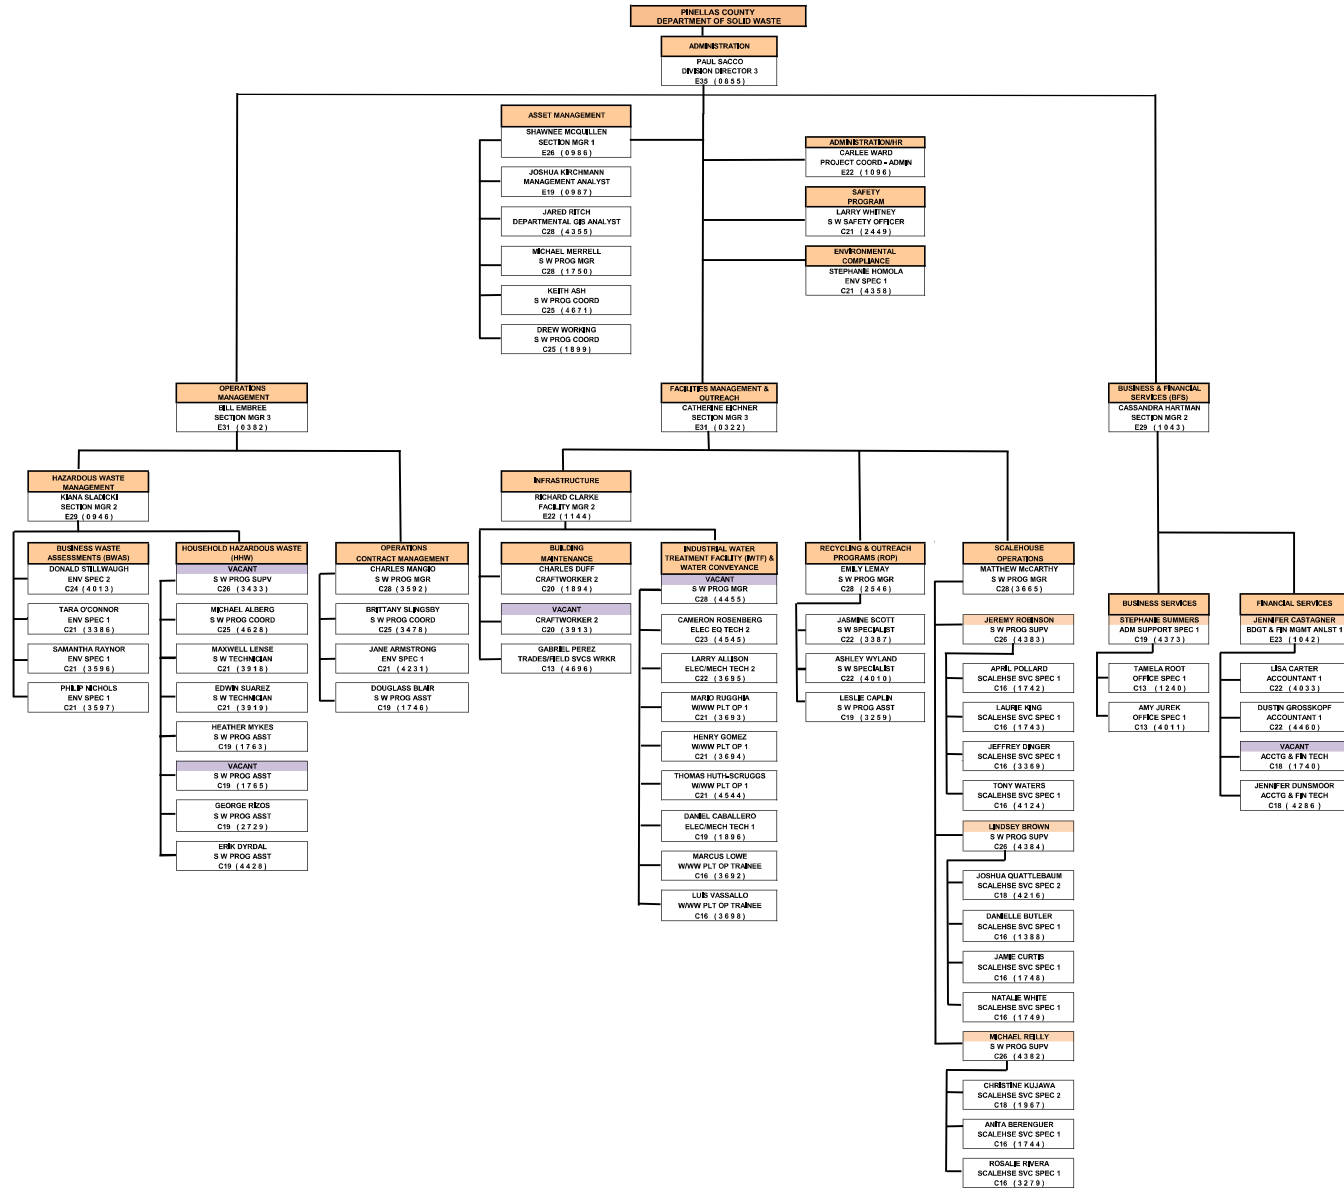 PINELLAS COUNTY
DEPARTMENT OF SOLID WASTE
ADMINISTRATION
PAUL SACCO
DIVISION DIRECTOR 3
E35 (0855)
ASSET MANAGEMENT
SHAWNEE MCQUILLEN
SECTION MGR 1
E26 (0986)
JOSHUA KIRCHMANN
MANAGEMENT ANALYST
E19 (0987)
JARED RITCH
DEPARTMENTAL GIS ANALYST
C28 (4355)
MICHAEL MERRELL
S W PROG MGR
C28 (1750)
KEITH ASH
S W PROG COORD
C25 (4671)
DREW WORKING
S W PROG COORD
C25 (1899)
ADMINISTRATION/HR
CARLEE WARD
PROJECT COORD - ADMIN
E22 (1096)
SAFETY
PROGRAM
LARRY WHITNEY
S W SAFETY OFFICER
C21 (2449)
ENVIRONMENTAL
COMPLIANCE
STEPHANIE HOMOLA
ENV SPEC 1
C21 (4358)
OPERATIONS
MANAGEMENT
BILL EMBREE
SECTION MGR 3
E31 (0382)
FACILITIES MANAGEMENT &
OUTREACH
CATHERINE EICHNER
SECTION MGR 3
E31 (0322)
BUSINESS & FINANCIAL
SERVICES (BFS)
CASSANDRA HARTMAN
SECTION MGR 2
E29 (1043)
HAZARDOUS WASTE
MANAGEMENT
KIANA SLADICKI
SECTION MGR 2
E29 (0946)
INFRASTRUCTURE
RICHARD CLARKE
FACILITY MGR 2
E22 (1144)
BUSINESS WASTE
ASSESSMENTS (BWAS)
DONALD STILLWAUGH
ENV SPEC 2
C24 (4013)
TARA O'CONNOR
ENV SPEC 1
C21 (3386)
SAMANTHA RAYNOR
ENV SPEC 1
C21 (3596)
PHILIP NICHOLS
ENV SPEC 1
C21 (3597)
HOUSEHOLD HAZARDOUS WASTE
(HHW)
VACANT
S W PROG SUPV
C26 (3433)
MICHAEL ALBERG
S W PROG COORD
C25 (4628)
MAXWELL LENSE
S W TECHNICIAN
C21 (3918)
EDWIN SUAREZ
S W TECHNICIAN
C21 (3919)
HEATHER MYKES
S W PROG ASST
C19 (1763)
VACANT
S W PROG ASST
C19 (1765)
GEORGE RIZOS
S W PROG ASST
C19 (2729)
ERIK DYRDAL
S W PROG ASST
C19 (4428)
OPERATIONS
CONTRACT MANAGEMENT
CHARLES MANGIO
S W PROG MGR
C28 (3592)
BRITTANY SLINGSBY
S W PROG COORD
C25 (3478)
JANE ARMSTRONG
ENV SPEC 1
C21 (4231)
DOUGLASS BLAIR
S W PROG ASST
C19 (1746)
BUILDING
MAINTENANCE
CHARLES DUFF
CRAFTWORKER 2
C20 (1894)
VACANT
CRAFTWORKER 2
C20 (3913)
GABRIEL PEREZ
TRADES/FIELD SVCS WRKR
C13 (4696)
INDUSTRIAL WATER
TREATMENT FACILITY (IWTF) &
WATER CONVEYANCE
VACANT
S W PROG MGR
C28 (4455)
CAMERON ROSENBERG
ELEC EQ TECH 2
C23 (4545)
LARRY ALLISON
ELEC/MECH TECH 2
C22 (3695)
MARIO RUGGHIA
W/WW PLT OP 1
C21 (3693)
HENRY GOMEZ
W/WW PLT OP 1
C21 (3694)
THOMAS HUTH-SCRUGGS
W/WW PLT OP 1
C21 (4544)
DANIEL CABALLERO
ELEC/MECH TECH 1
C19 (1896)
MARCUS LOWE
W/WW PLT OP TRAINEE
C16 (3692)
LUIS VASSALLO
W/WW PLT OP TRAINEE
C16 (3698)
RECYCLING & OUTREACH
PROGRAMS (ROP)
EMILY LEMAY
S W PROG MGR
C28 (2546)
JASMINE SCOTT
S W SPECIALIST
C22 (3387)
ASHLEY WYLAND
S W SPECIALIST
C22 (4010)
LESLIE CAPLIN
S W PROG ASST
C19 (3259)
SCALEHOUSE
OPERATIONS
MATTHEW McCARTHY
S W PROG MGR
C28 (3665)
JEREMY ROBINSON
S W PROG SUPV
C26 (4383)
APRIL POLLARD
SCALEHSE SVC SPEC 1
C16 (1742)
LAURIE KING
SCALEHSE SVC SPEC 1
C16 (1743)
JEFFREY DINGER
SCALEHSE SVC SPEC 1
C16 (3369)
TONY WATERS
SCALEHSE SVC SPEC 1
C16 (4124)
LINDSEY BROWN
S W PROG SUPV
C26 (4384)
JOSHUA QUATTLEBAUM
SCALEHSE SVC SPEC 2
C18 (4216)
DANIELLE BUTLER
SCALEHSE SVC SPEC 1
C16 (1388)
JAMIE CURTIS
SCALEHSE SVC SPEC 1
C16 (1748)
NATALIE WHITE
SCALEHSE SVC SPEC 1
C16 (1749)
MICHAEL REILLY
S W PROG SUPV
C26 (4382)
CHRISTINE KUJAWA
SCALEHSE SVC SPEC 2
C18 (1967)
ANITA BERENGUER
SCALEHSE SVC SPEC 1
C16 (1744)
ROSALIE RIVERA
SCALEHSE SVC SPEC 1
C16 (3279)
BUSINESS SERVICES
STEPHANIE SUMMERS
ADM SUPPORT SPEC 1
C19 (4373)
TAMELA ROOT
OFFICE SPEC 1
C13 (1240)
AMY JUREK
OFFICE SPEC 1
C13 (4011)
FINANCIAL SERVICES
JENNIFER CASTAGNER
BDGT & FIN MGMT ANLST 1
E23 (1042)
LISA CARTER
ACCOUNTANT 1
C22 (4033)
DUSTIN GROSSKOPF
ACCOUNTANT 1
C22 (4460)
VACANT
ACCTG & FIN TECH
C18 (1740)
JENNIFER DUNSMOOR
ACCTG & FIN TECH
C18 (4286)